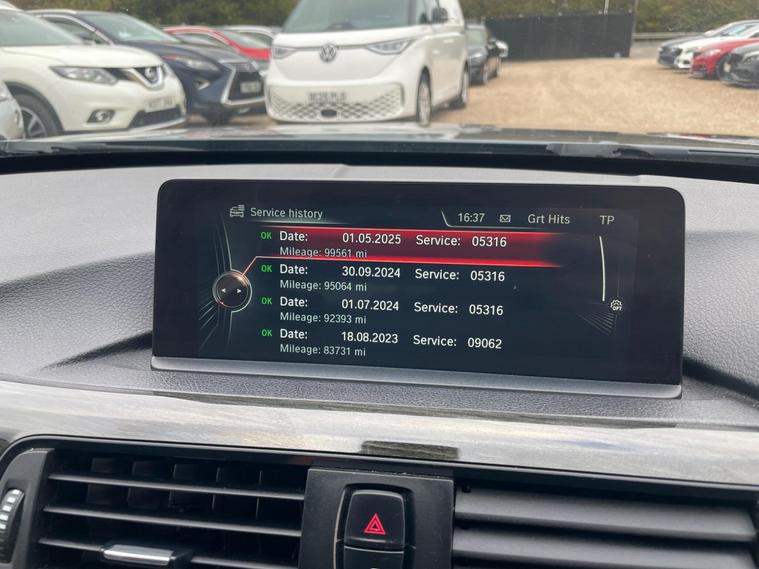 Service history
16:37 Grt Hits TP
OK Date: 01.05.2025 Service: 05316
Mileage: 99561 mi
OK Date: 30.09.2024 Service: 05316
Mileage: 95064 mi
OK Date: 01.07.2024 Service: 05316
Mileage: 92393 mi
OK Date: 18.08.2023 Service: 09062
Mileage: 83731 mi